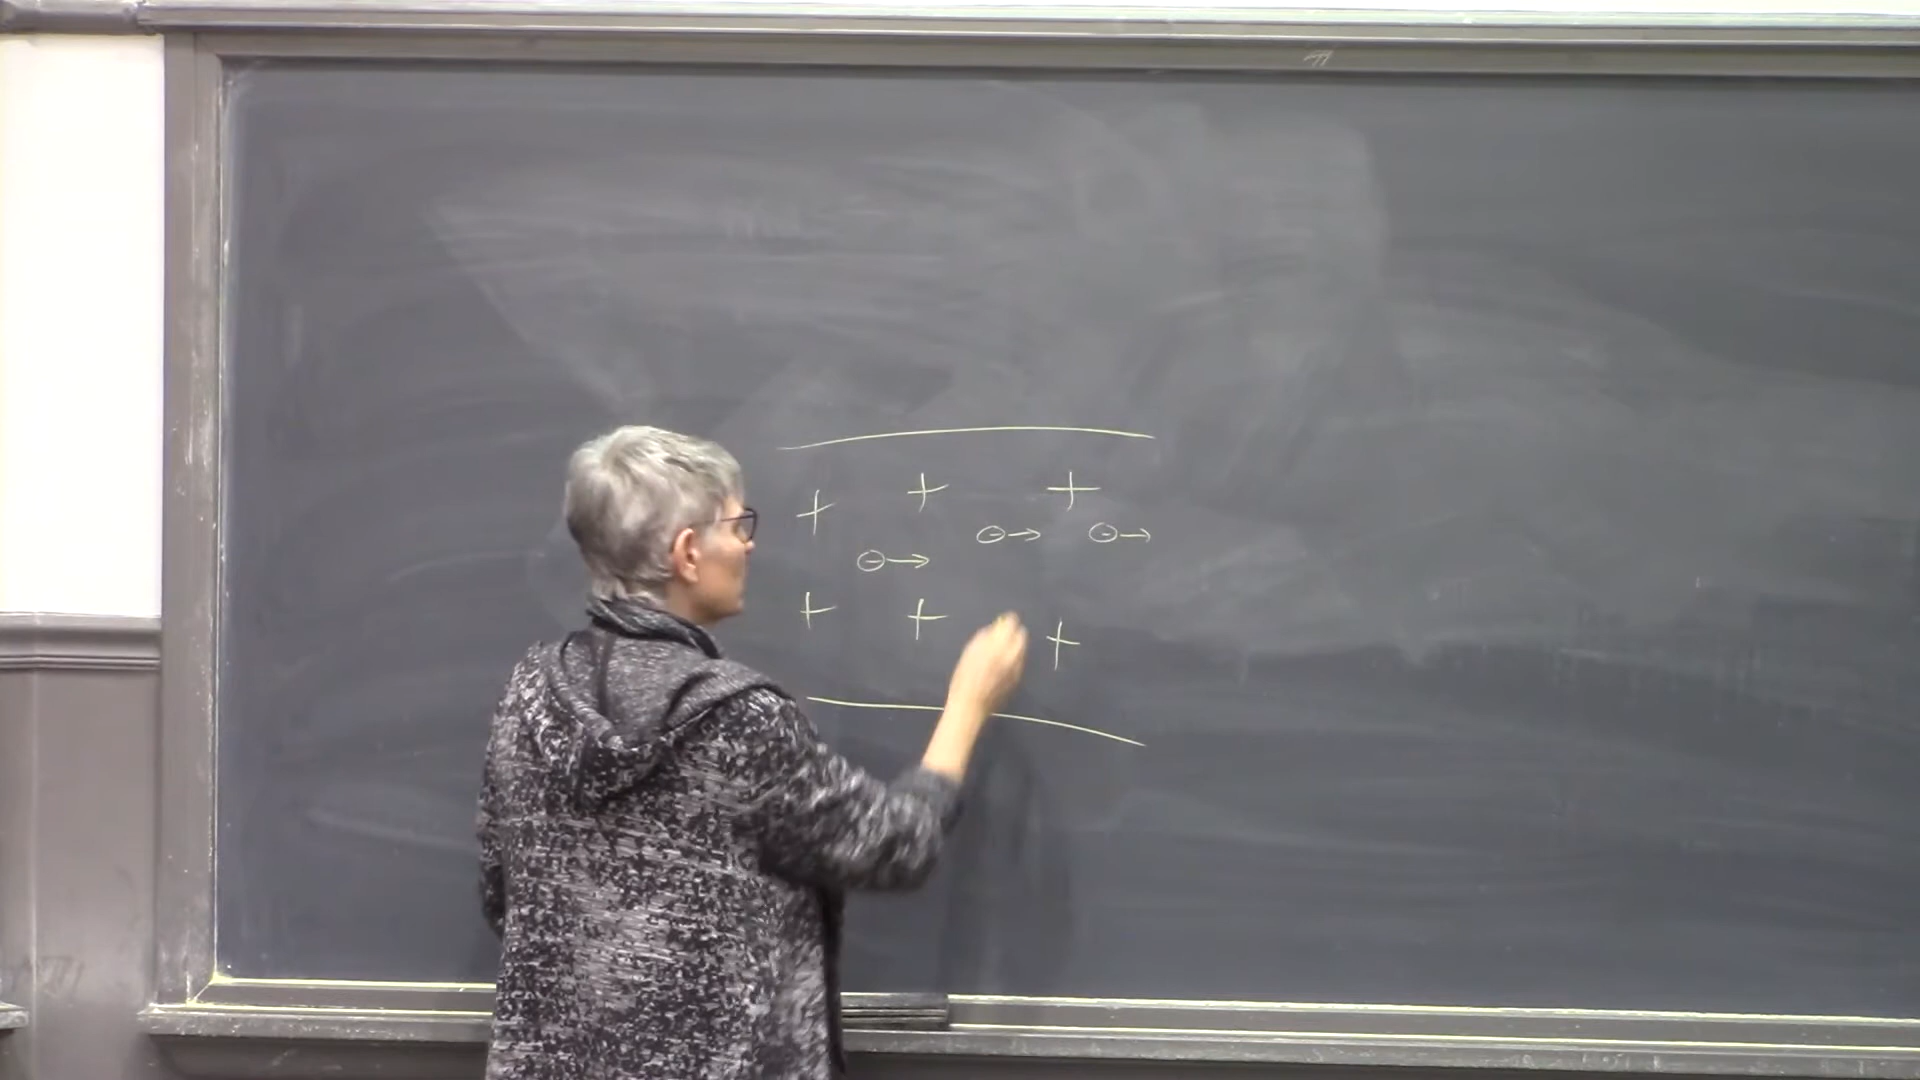 + + +
⊖→ ⊖→ ⊖→
+ + +